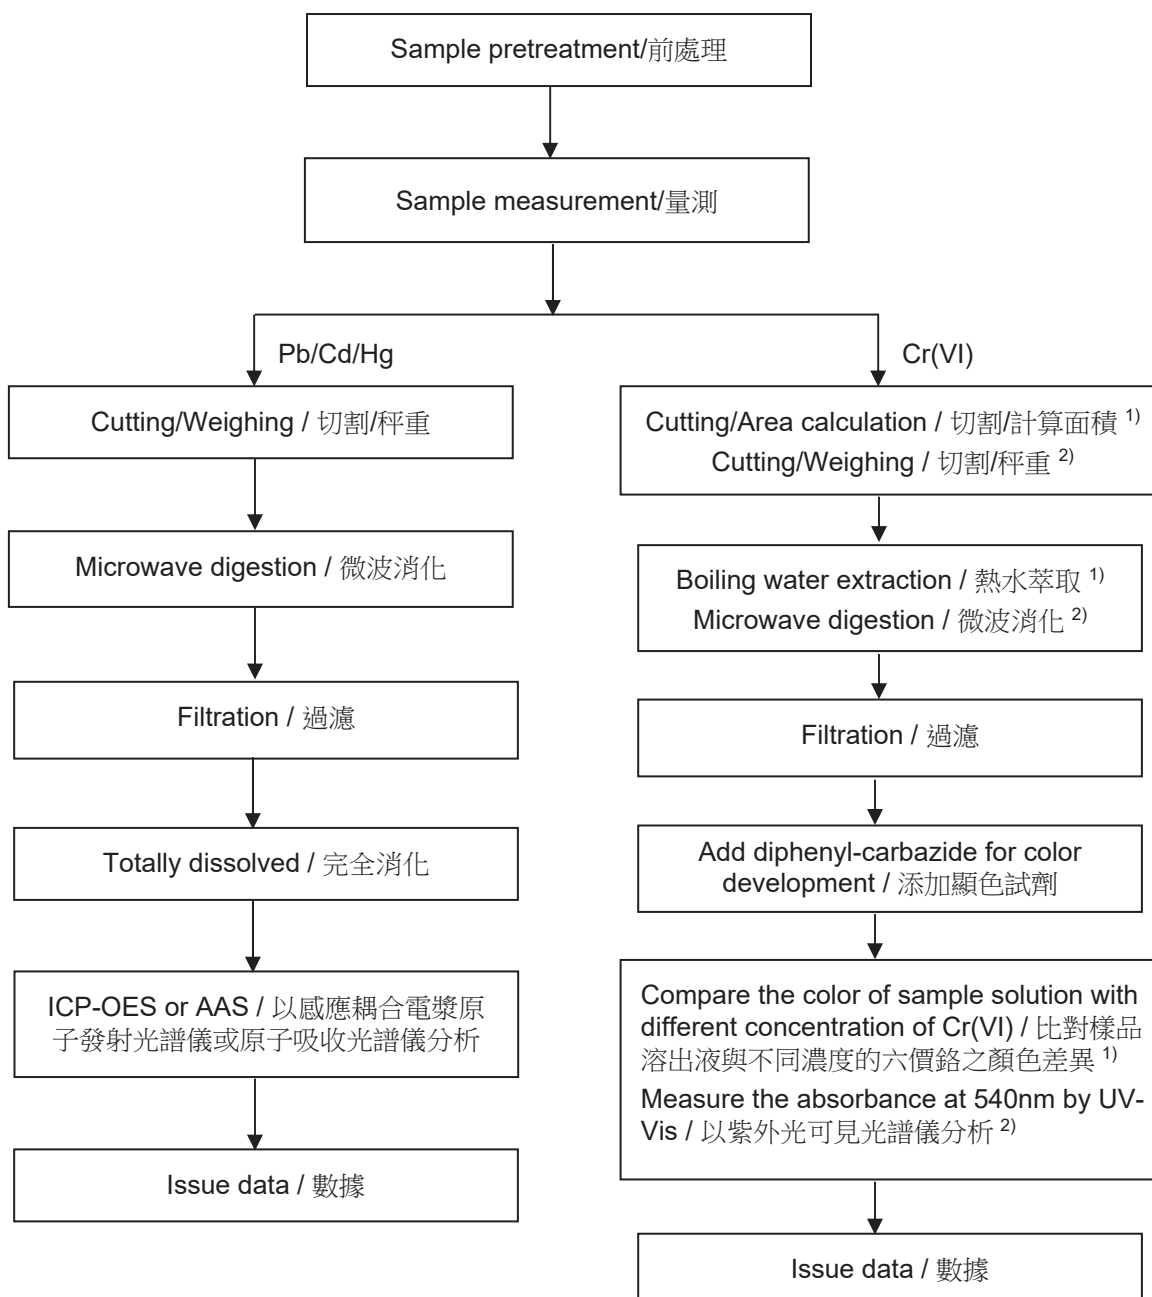 Sample pretreatment/前處理
Sample measurement/量測
Pb/Cd/Hg
Cutting/Weighing / 切割/秤重
Microwave digestion / 微波消化
Filtration / 過濾
Totally dissolved / 完全消化
ICP-OES or AAS / 以感應耦合電漿原
子發射光譜儀或原子吸收光譜儀分析
Issue data / 數據
Cr(VI)
Cutting/Area calculation / 切割/計算面積 1)
Cutting/Weighing / 切割/秤重 2)
Boiling water extraction / 熱水萃取 1)
Microwave digestion / 微波消化 2)
Filtration / 過濾
Add diphenyl-carbazide for color
development / 添加顯色試劑
Compare the color of sample solution with
different concentration of Cr(VI) / 比對樣品
溶出液與不同濃度的六價鉻之顏色差異 1)
Measure the absorbance at 540nm by UV-
Vis / 以紫外光可見光譜儀分析 2)
Issue data / 數據